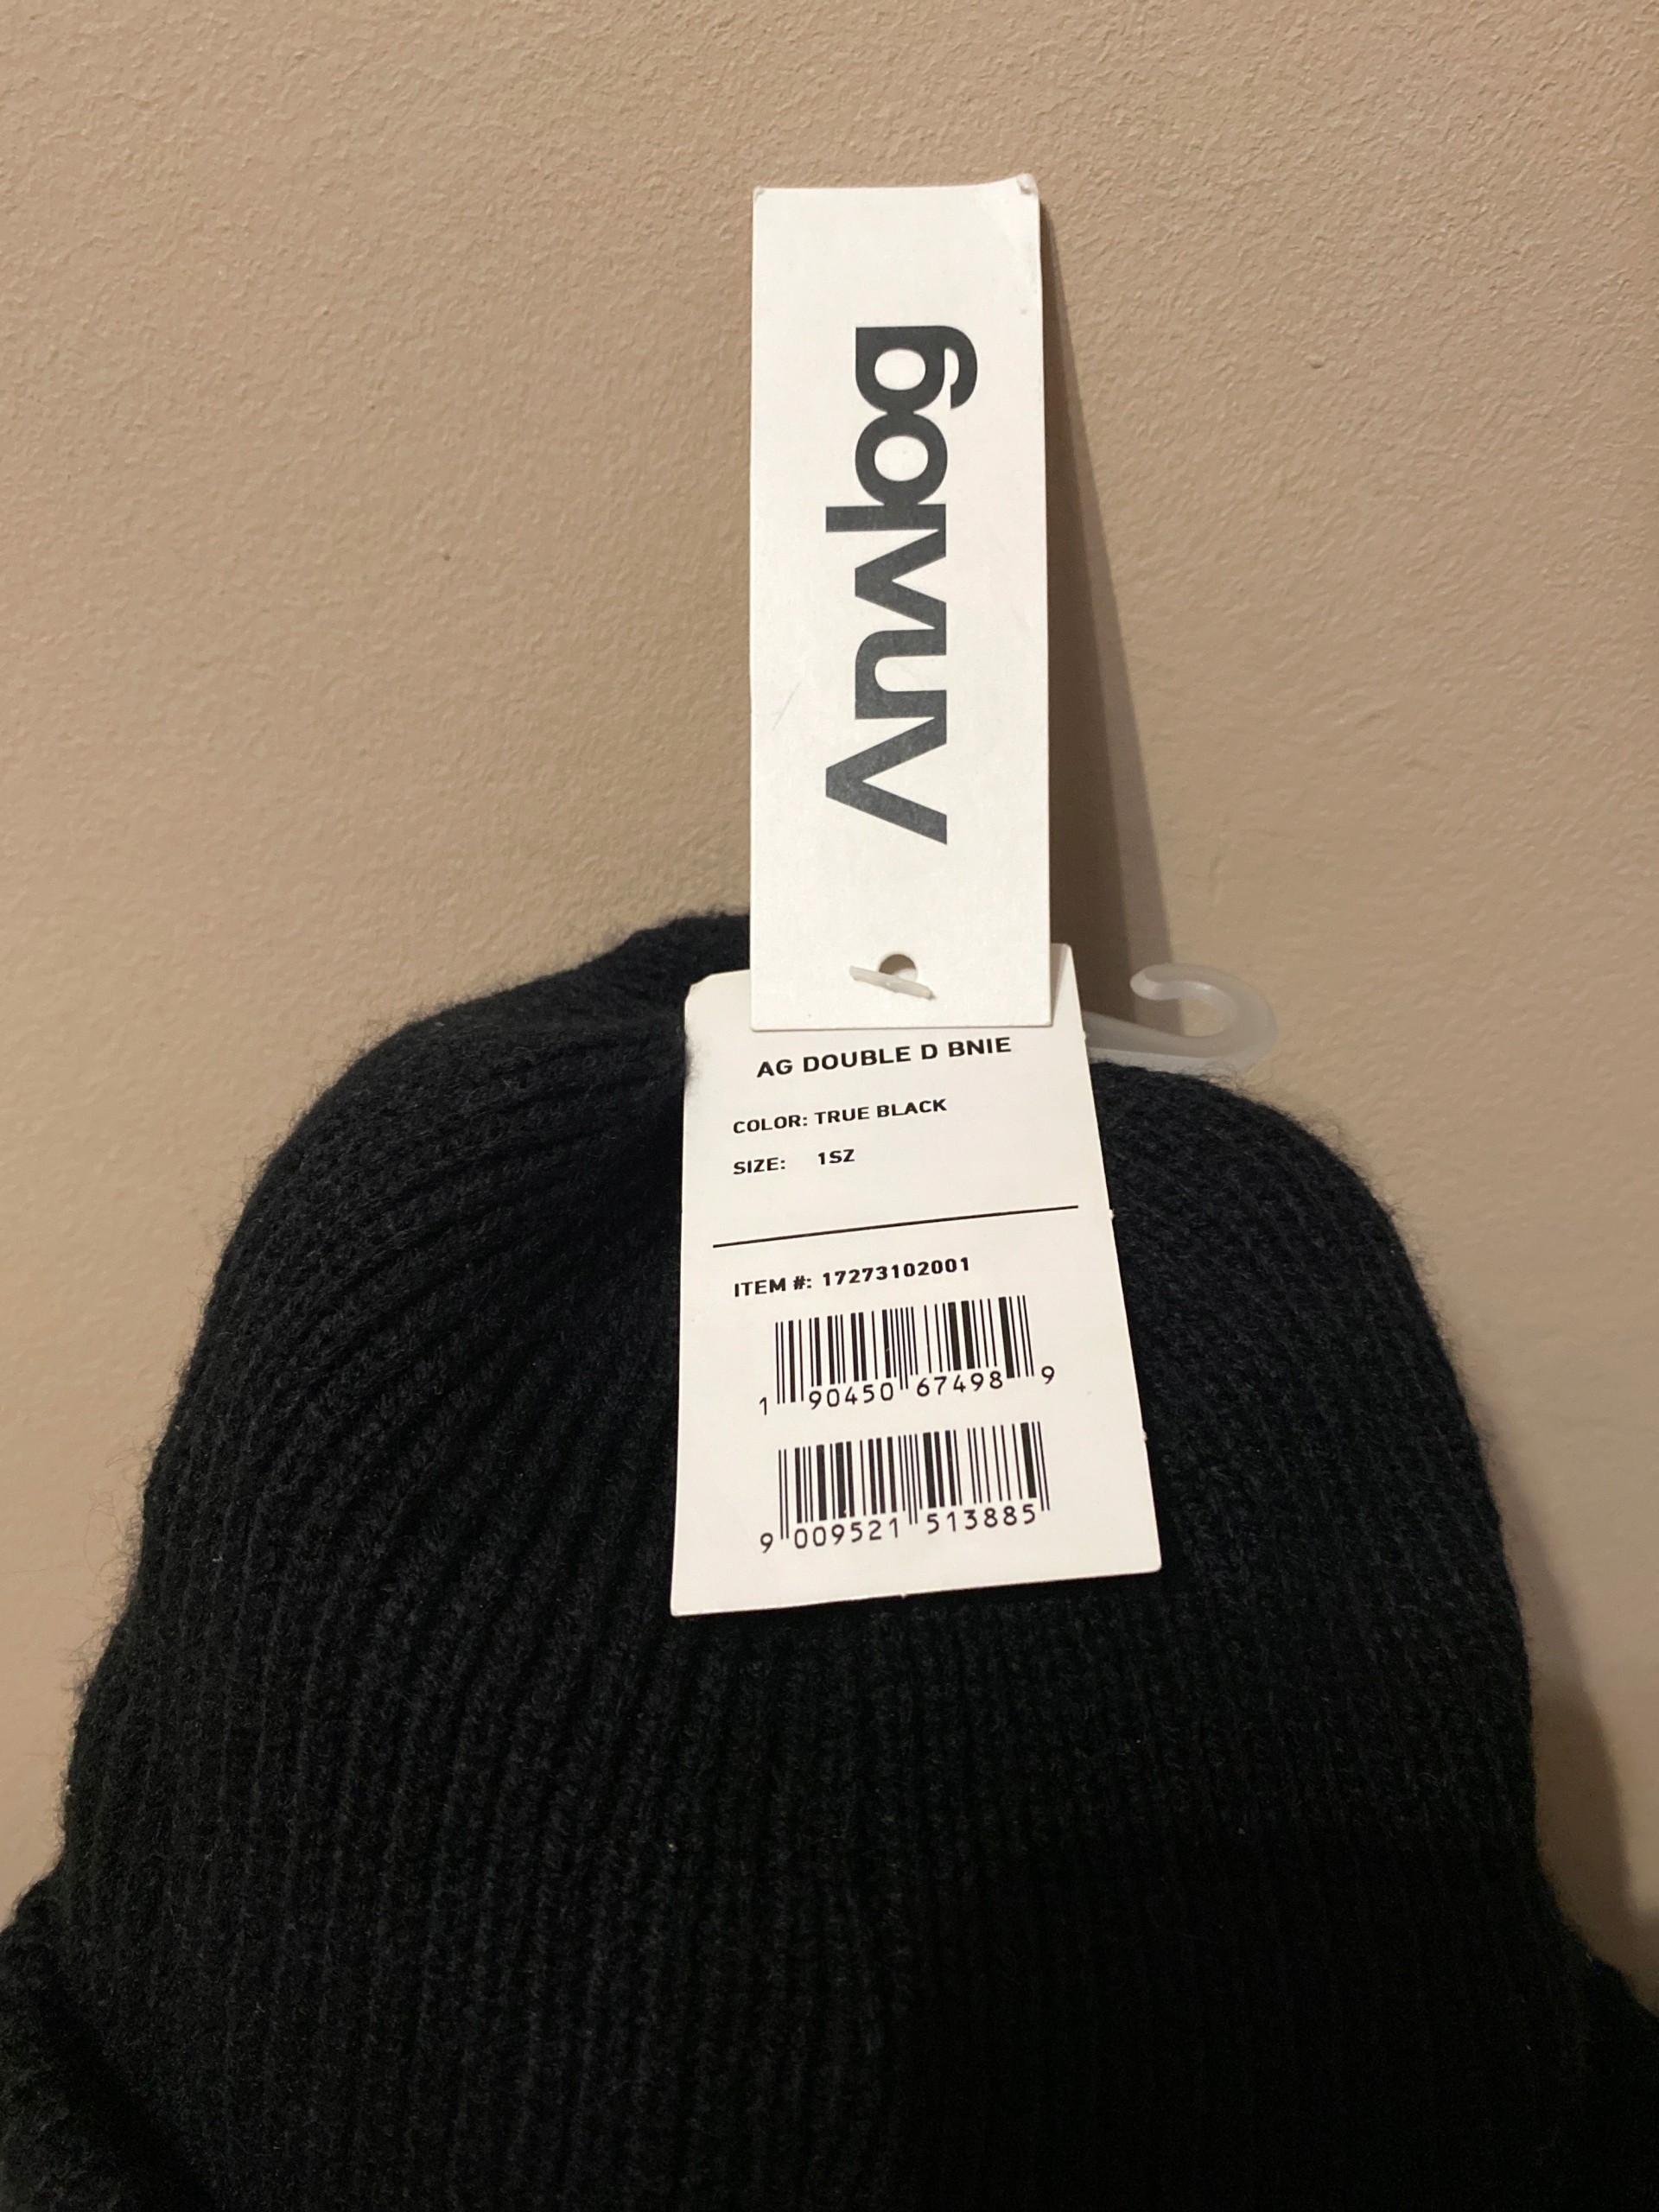 Analog
AG DOUBLE D BNIE
COLOR: TRUE BLACK
SIZE: 1SZ
ITEM #: 17273102001
1 90450 67498 9
9 009521 513885